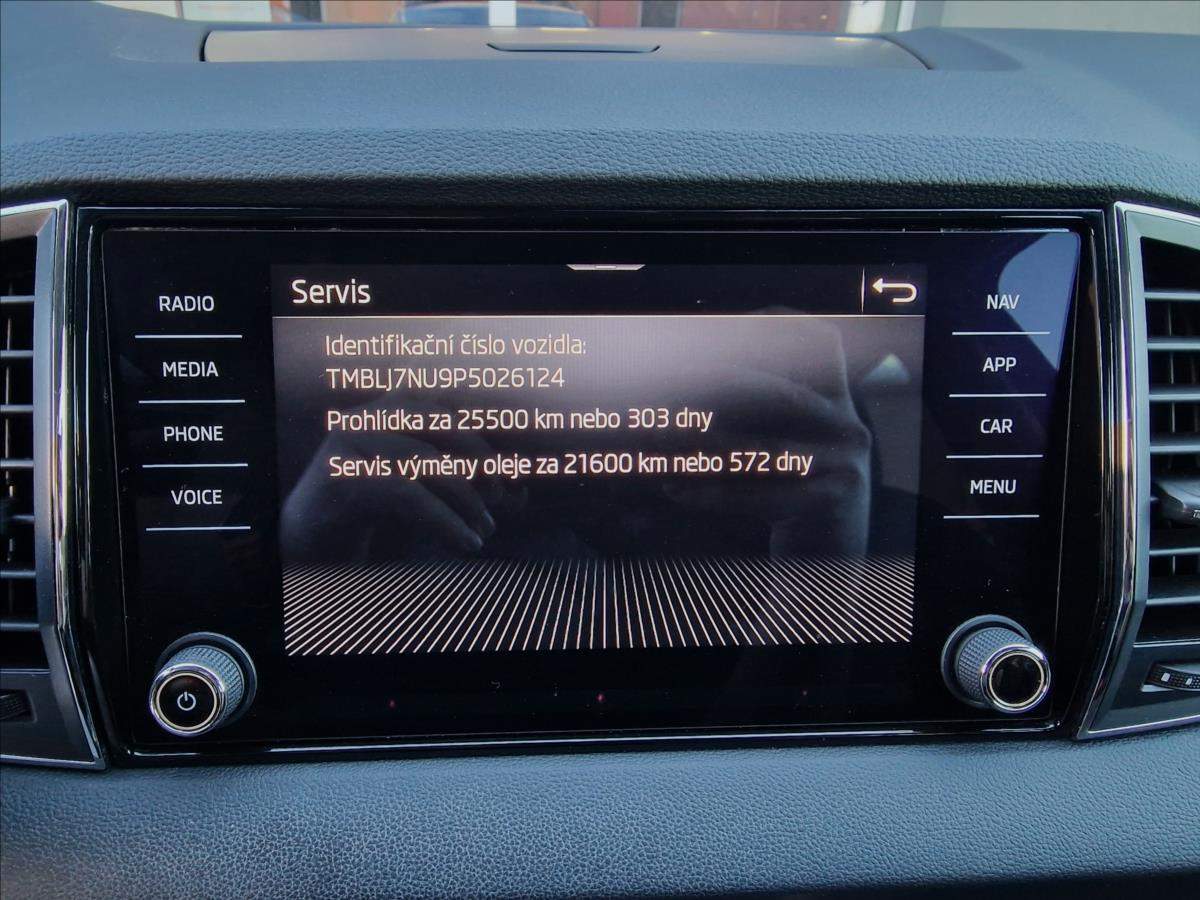 Servis
RADIO
MEDIA
PHONE
VOICE
Identifikační číslo vozidla:
TMBLJ7NU9P5026124
Prohlídka za 25500 km nebo 303 dny
Servis výměny oleje za 21600 km nebo 572 dny
NAV
APP
CAR
MENU